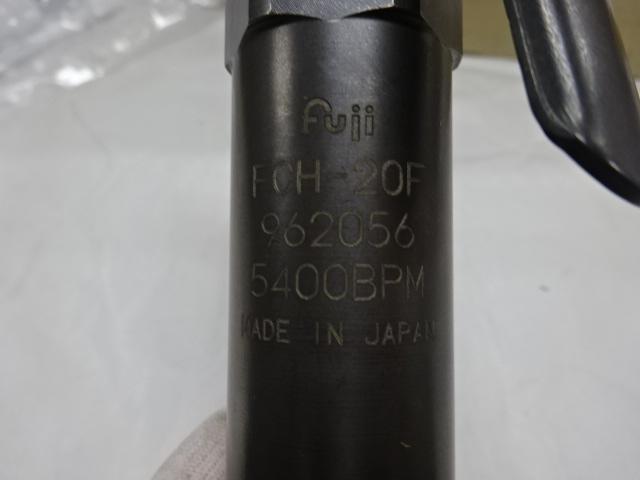 Fuji
FCH-20F
962056
5400BPM
MADE IN JAPAN